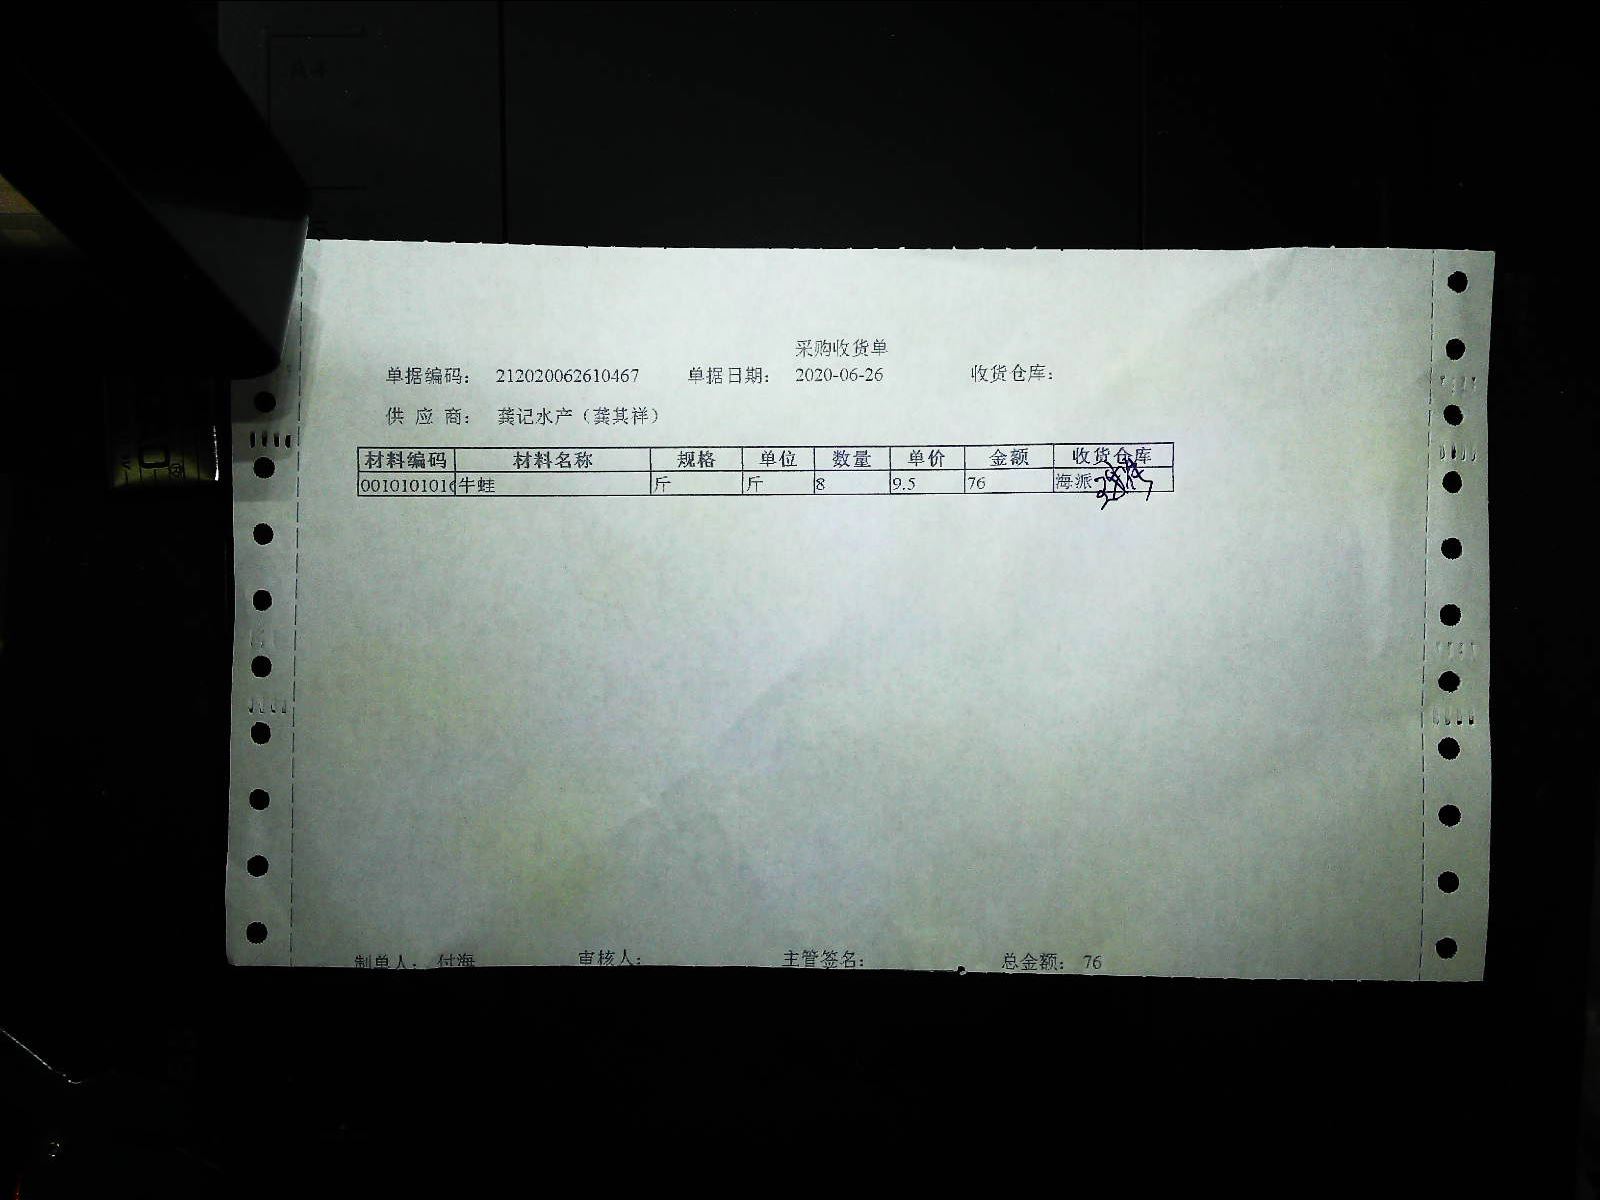 采购收货单
单据编码： 212020062610467 单据日期： 2020-06-26 收货仓库：
供 应 商： 龚记水产（龚其祥）
材料编码 材料名称 规格 单位 数量 单价 金额 收货仓库
0010101016 牛蛙 斤 斤 8 9.5 76 海派
制单人： 付海 审核人： 主管签名： 总金额： 76